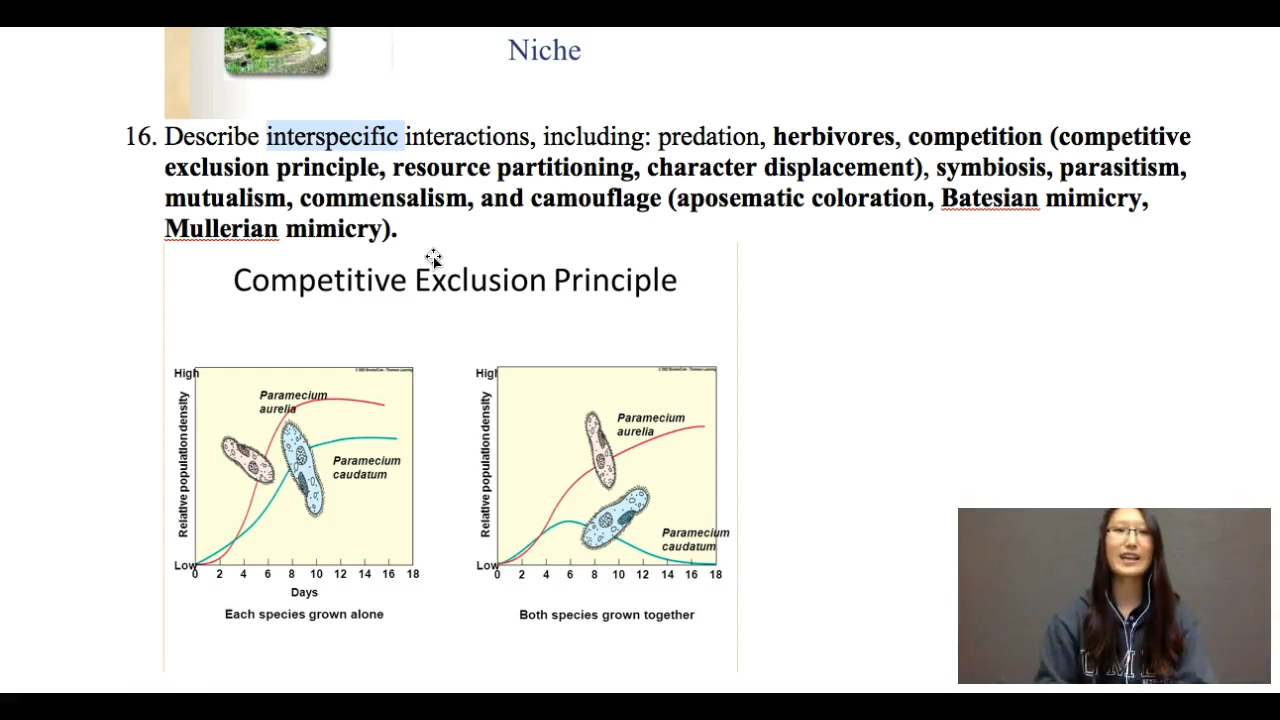 Niche
16. Describe interspecific interactions, including: predation, herbivores, competition (competitive
exclusion principle, resource partitioning, character displacement), symbiosis, parasitism,
mutualism, commensalism, and camouflage (aposematic coloration, Batesian mimicry,
Mullerian mimicry).
Competitive Exclusion Principle
High
Relative population density
Paramecium
aurelia
Paramecium
caudatum
Low
0 2 4 6 8 10 12 14 16 18
Days
Each species grown alone
High
Relative population density
Paramecium
aurelia
Paramecium
caudatum
Low
0 2 4 6 8 10 12 14 16 18
Both species grown together